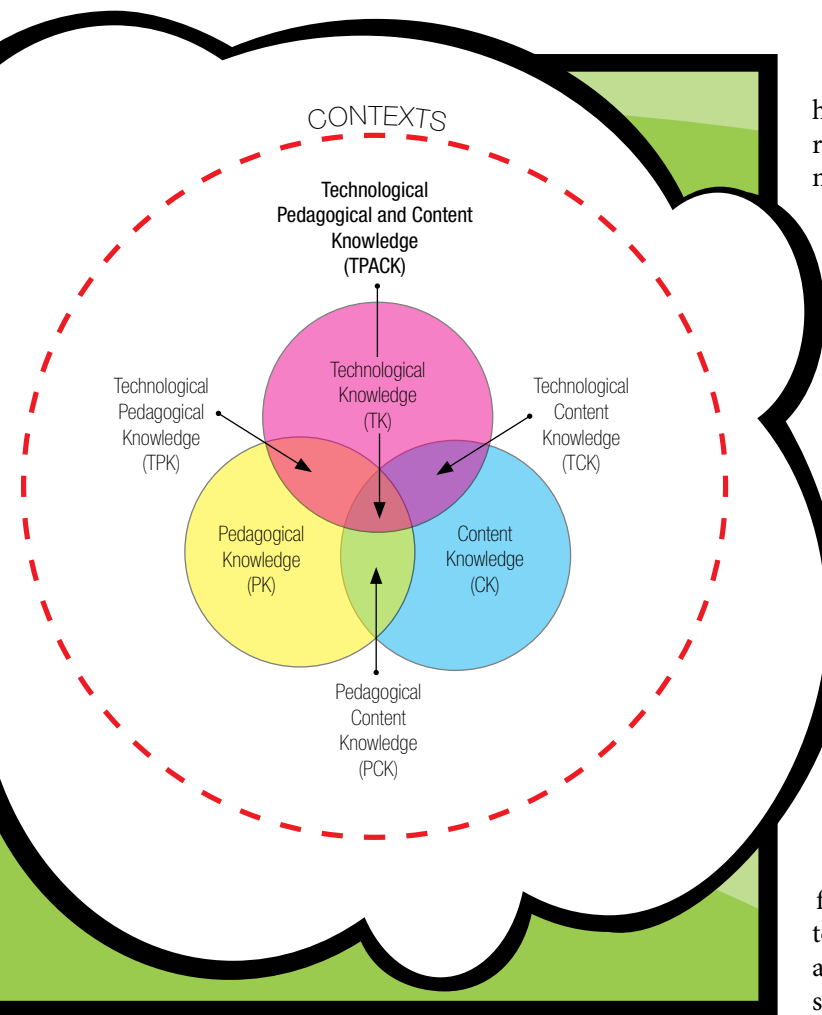 CONTEXTS
Technological
Pedagogical and Content
Knowledge
(TPACK)
Technological
Knowledge
(TK)
Technological
Pedagogical
Knowledge
(TPK)
Technological
Content
Knowledge
(TCK)
Pedagogical
Knowledge
(PK)
Content
Knowledge
(CK)
Pedagogical
Content
Knowledge
(PCK)